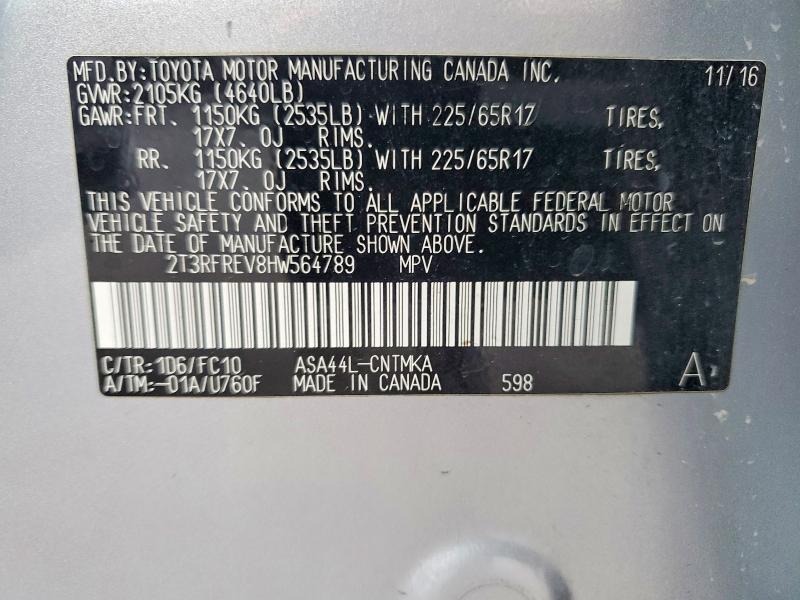 MFD.BY:TOYOTA MOTOR MANUFACTURING CANADA INC. 11/16
GVWR:2105KG (4640LB)
GAWR:FRT. 1150KG (2535LB) WITH 225/65R17 TIRES,
17X7.0J RIMS.
RR. 1150KG (2535LB) WITH 225/65R17 TIRES,
17X7.0J RIMS.
THIS VEHICLE CONFORMS TO ALL APPLICABLE FEDERAL MOTOR
VEHICLE SAFETY AND THEFT PREVENTION STANDARDS IN EFFECT ON
THE DATE OF MANUFACTURE SHOWN ABOVE.
2T3RFREV8HW564789 MPV
C/TR:1D6/FC10 ASA44L-CNTMKA
A/TM:-01A/U760F MADE IN CANADA 598 A